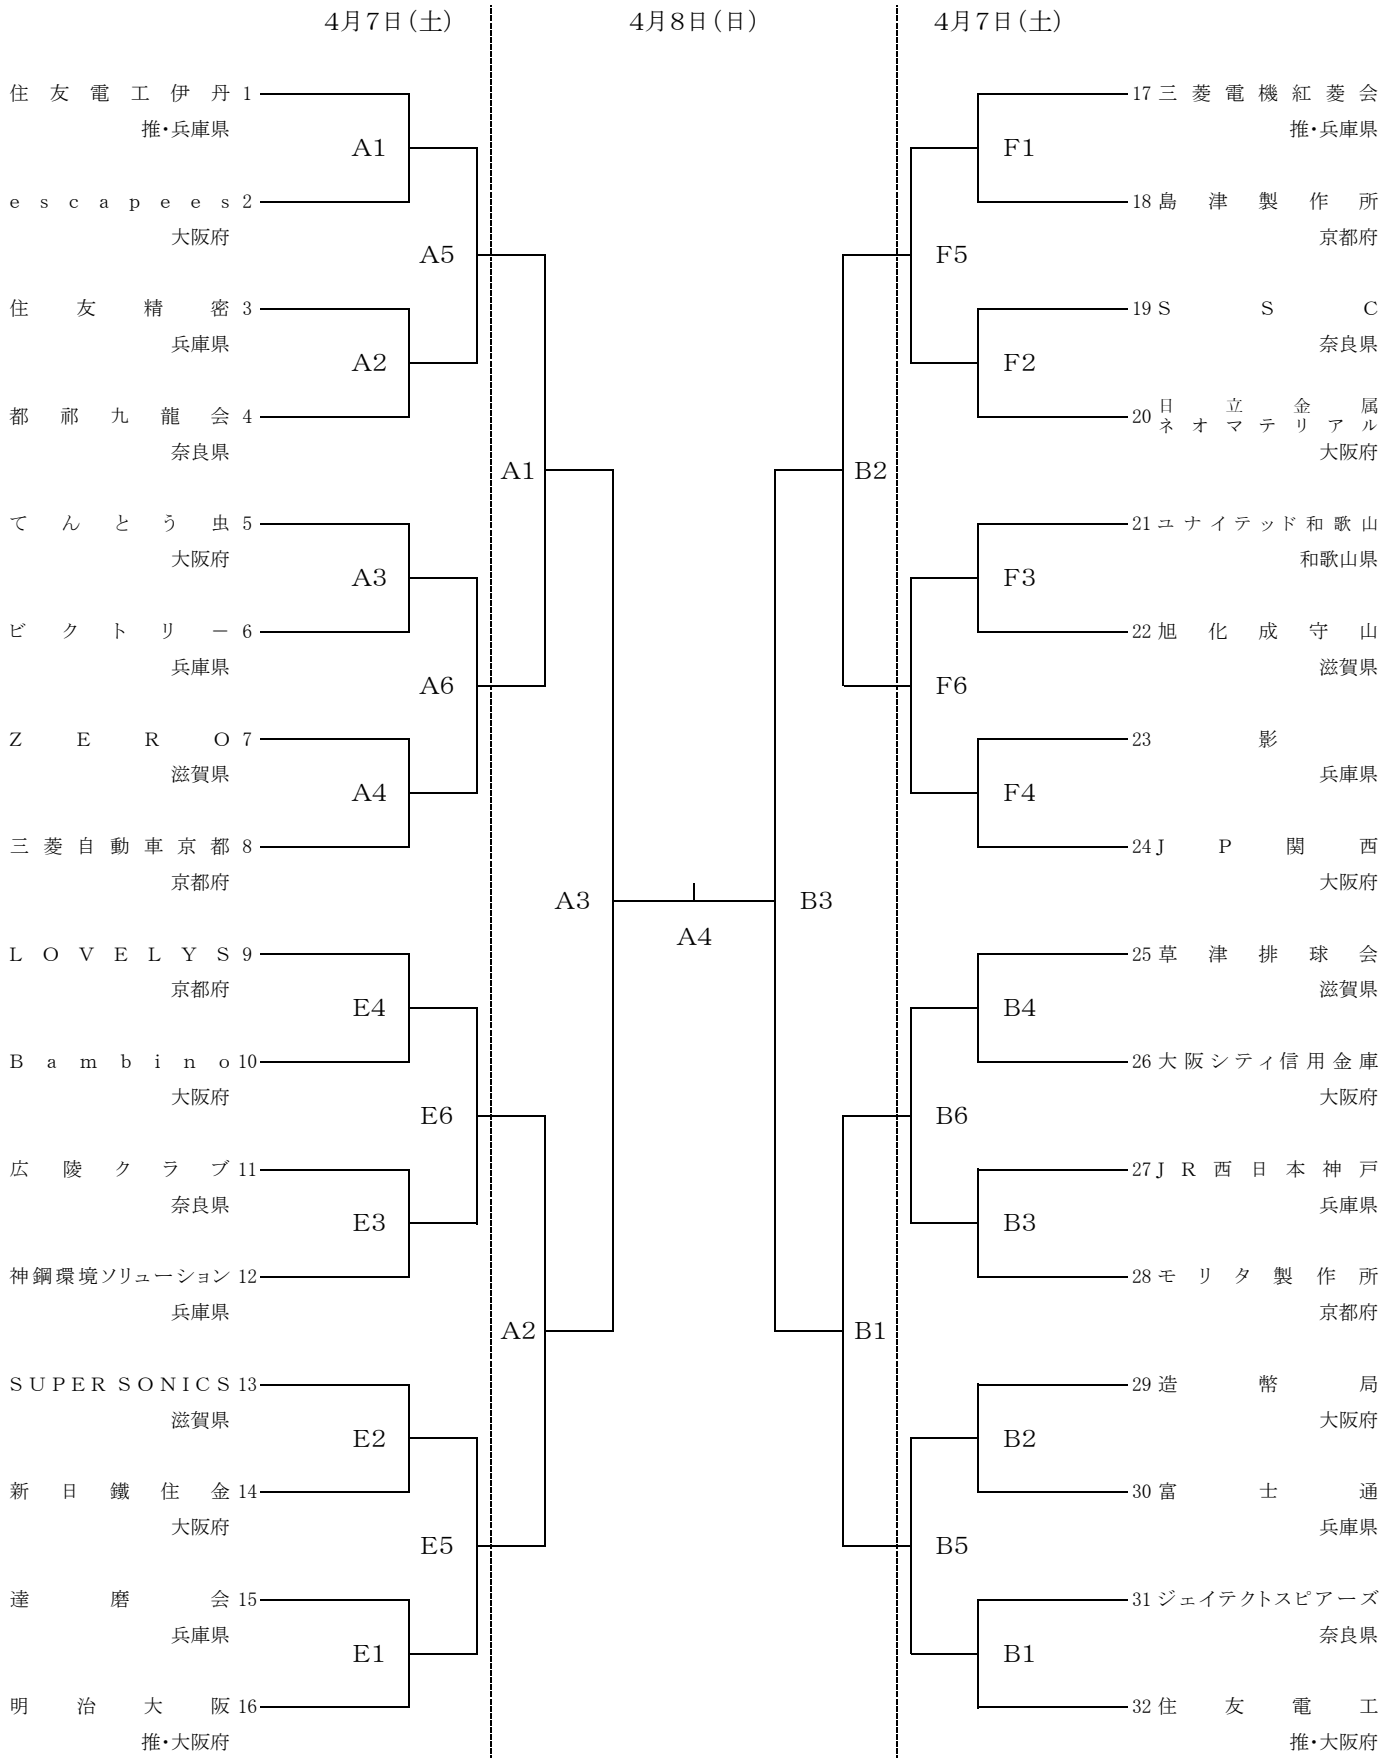 4月7日(土)
4月8日(日)
4月7日(土)
住友電工伊丹 1
推・兵庫県
A1
escapees 2
大阪府
A5
住友精密 3
兵庫県
A2
都祁九龍会 4
奈良県
A1
てんとう虫 5
大阪府
A3
ビクトリー 6
兵庫県
A6
ZERO 7
滋賀県
A4
三菱自動車京都 8
京都府
A3
LOVELYS 9
京都府
E4
Bambino 10
大阪府
E6
広陵クラブ 11
奈良県
E3
神鋼環境ソリューション 12
兵庫県
A2
SUPER SONICS 13
滋賀県
E2
新日鐵住金 14
大阪府
E5
達磨会 15
兵庫県
E1
明治大阪 16
推・大阪府
A4
17 三菱電機紅菱会
推・兵庫県
F1
18 島津製作所
京都府
F5
19 SSC
奈良県
F2
20 日立金属
ネオマテリアル
大阪府
B2
21 ユナイテッド和歌山
和歌山県
F3
22 旭化成守山
滋賀県
F6
23 影
兵庫県
F4
24 JP関西
大阪府
B3
25 草津排球会
滋賀県
B4
26 大阪シティ信用金庫
大阪府
B6
27 JR西日本神戸
兵庫県
B3
28 モリタ製作所
京都府
B1
29 造幣局
大阪府
B2
30 富士通
兵庫県
B5
31 ジェイテクトスピアーズ
奈良県
B1
32 住友電工
推・大阪府